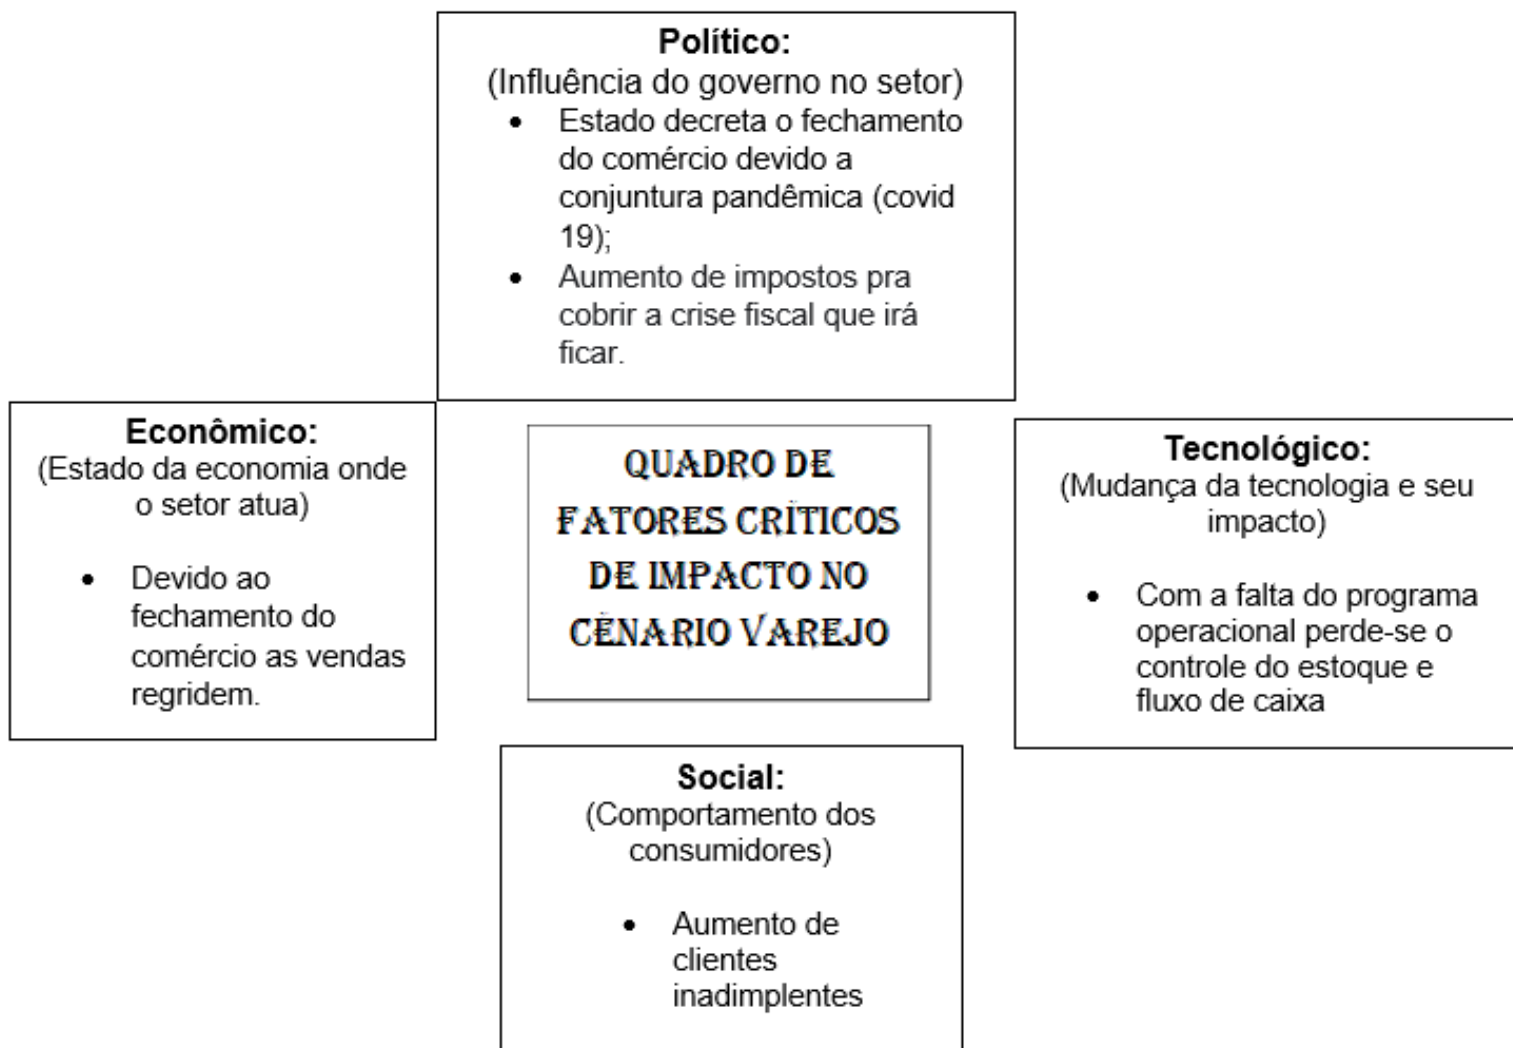 Político:
(Influência do governo no setor)
• Estado decreta o fechamento
do comércio devido a
conjuntura pandêmica (covid
19);
• Aumento de impostos pra
cobrir a crise fiscal que irá
ficar.
Econômico:
(Estado da economia onde
o setor atua)
• Devido ao
fechamento do
comércio as vendas
regridem.
QUADRO DE
FATORES CRÍTICOS
DE IMPACTO NO
CENÁRIO VAREJO
Tecnológico:
(Mudança da tecnologia e seu
impacto)
• Com a falta do programa
operacional perde-se o
controle do estoque e
fluxo de caixa
Social:
(Comportamento dos
consumidores)
• Aumento de
clientes
inadimplentes